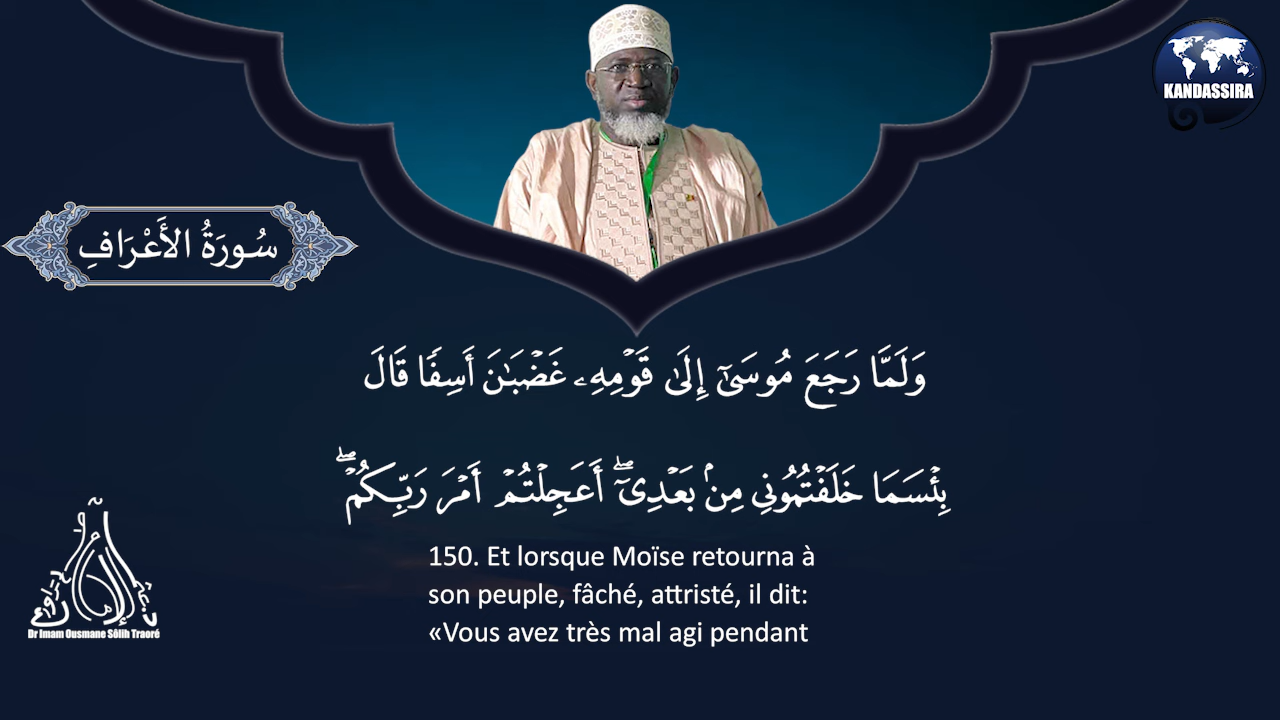 KANDASSIRA
سُورَةُ الأَعْرَافِ
وَلَمَّا رَجَعَ مُوسَىٰٓ إِلَىٰ قَوْمِهِۦ غَضْبَٰنَ أَسِفًا قَالَ
بِئْسَمَا خَلَفْتُمُونِي مِنۢ بَعْدِيٓۖ أَعَجِلْتُمْ أَمْرَ رَبِّكُمْۖ
150. Et lorsque Moïse retourna à
son peuple, fâché, attristé, il dit:
«Vous avez très mal agi pendant
Dr Imam Ousmane Sôlih Traoré